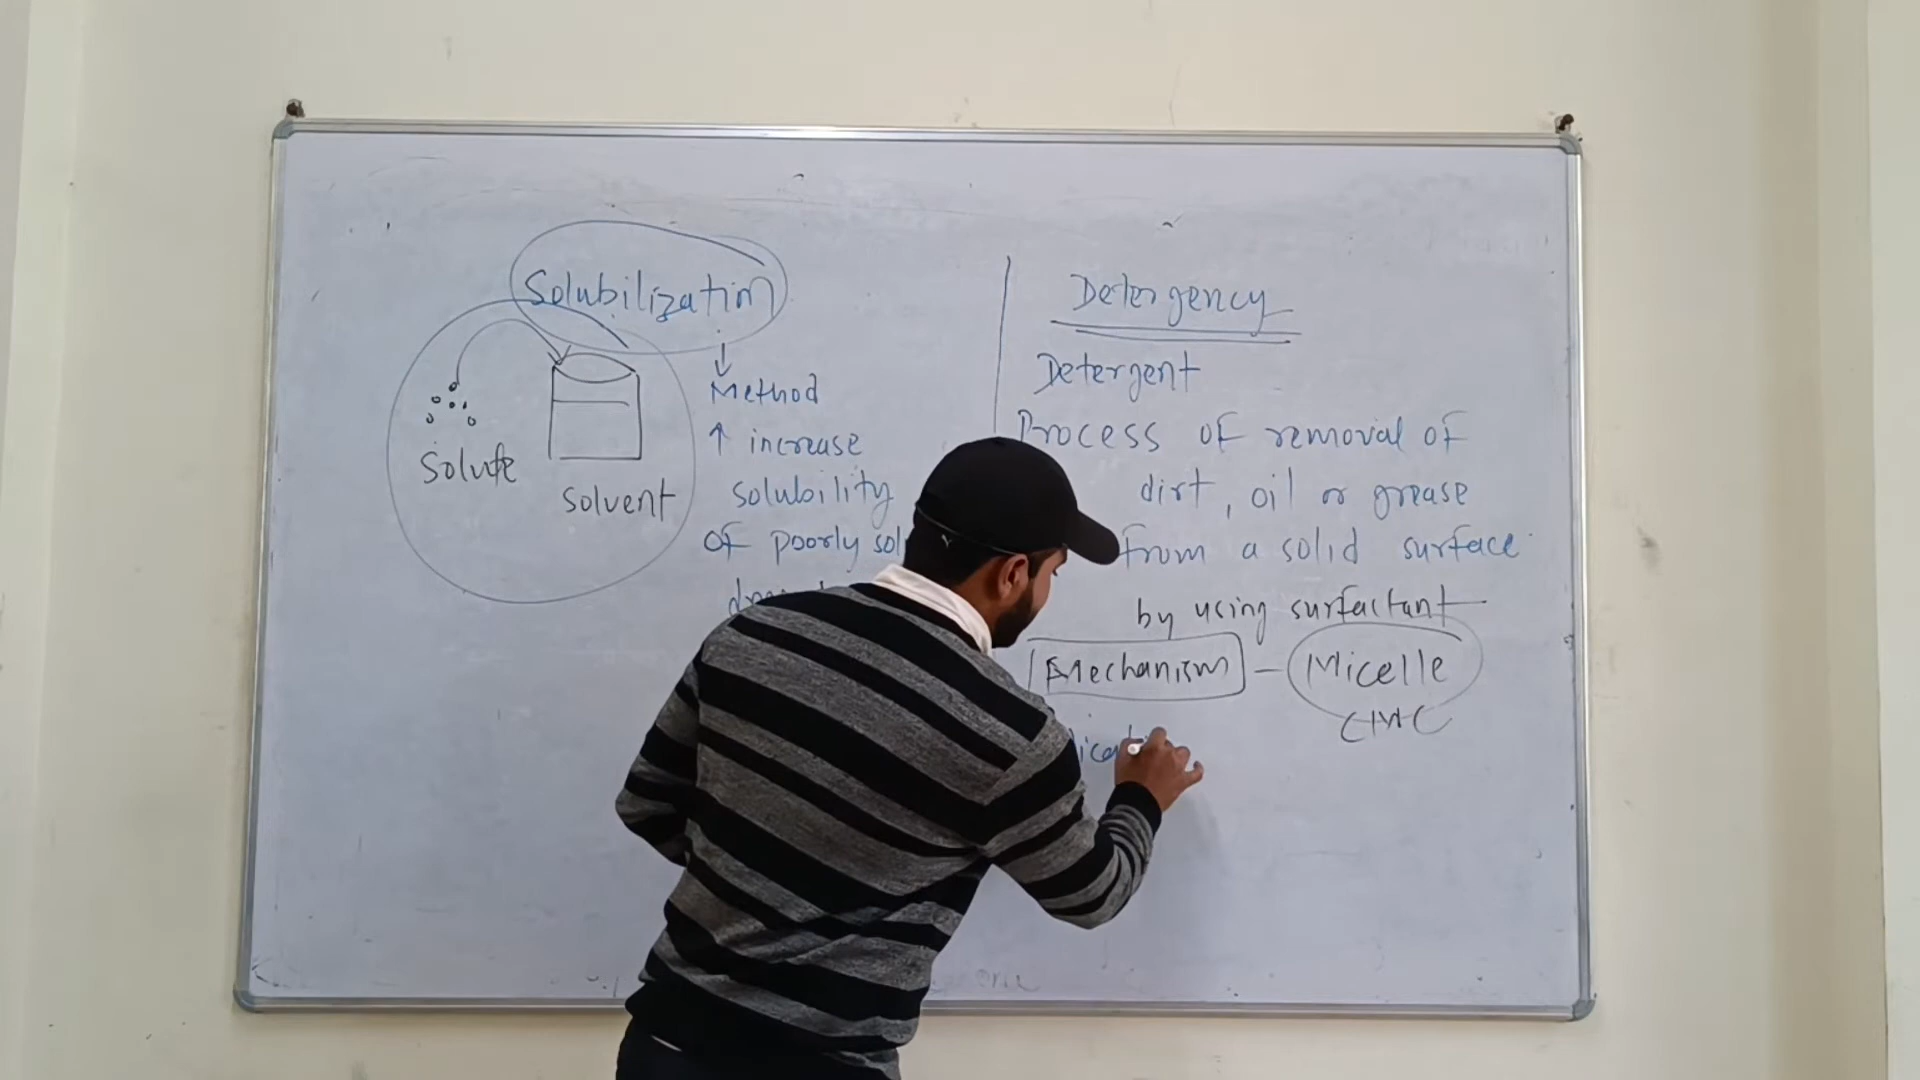 Solubilization
Solute
solvent
Method
↑ increase
solubility
of poorly
Detergency
Detergent
Process of removal of
dirt, oil or grease
from a solid surface
by using surfactant
Mechanism - Micelle
CMC